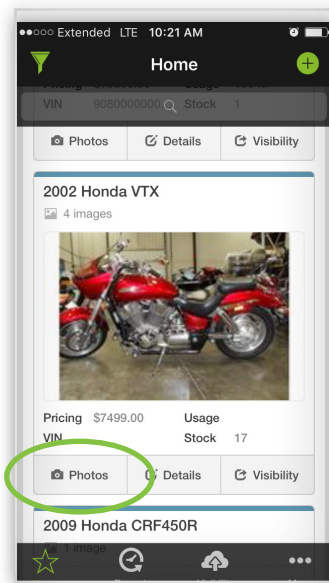 Extended LTE 10:21 AM
Home
VIN Stock 1
Photos Details Visibility
2002 Honda VTX
4 images
Pricing $7499.00 Usage
VIN Stock 17
Photos Details Visibility
2009 Honda CRF450R
1 image